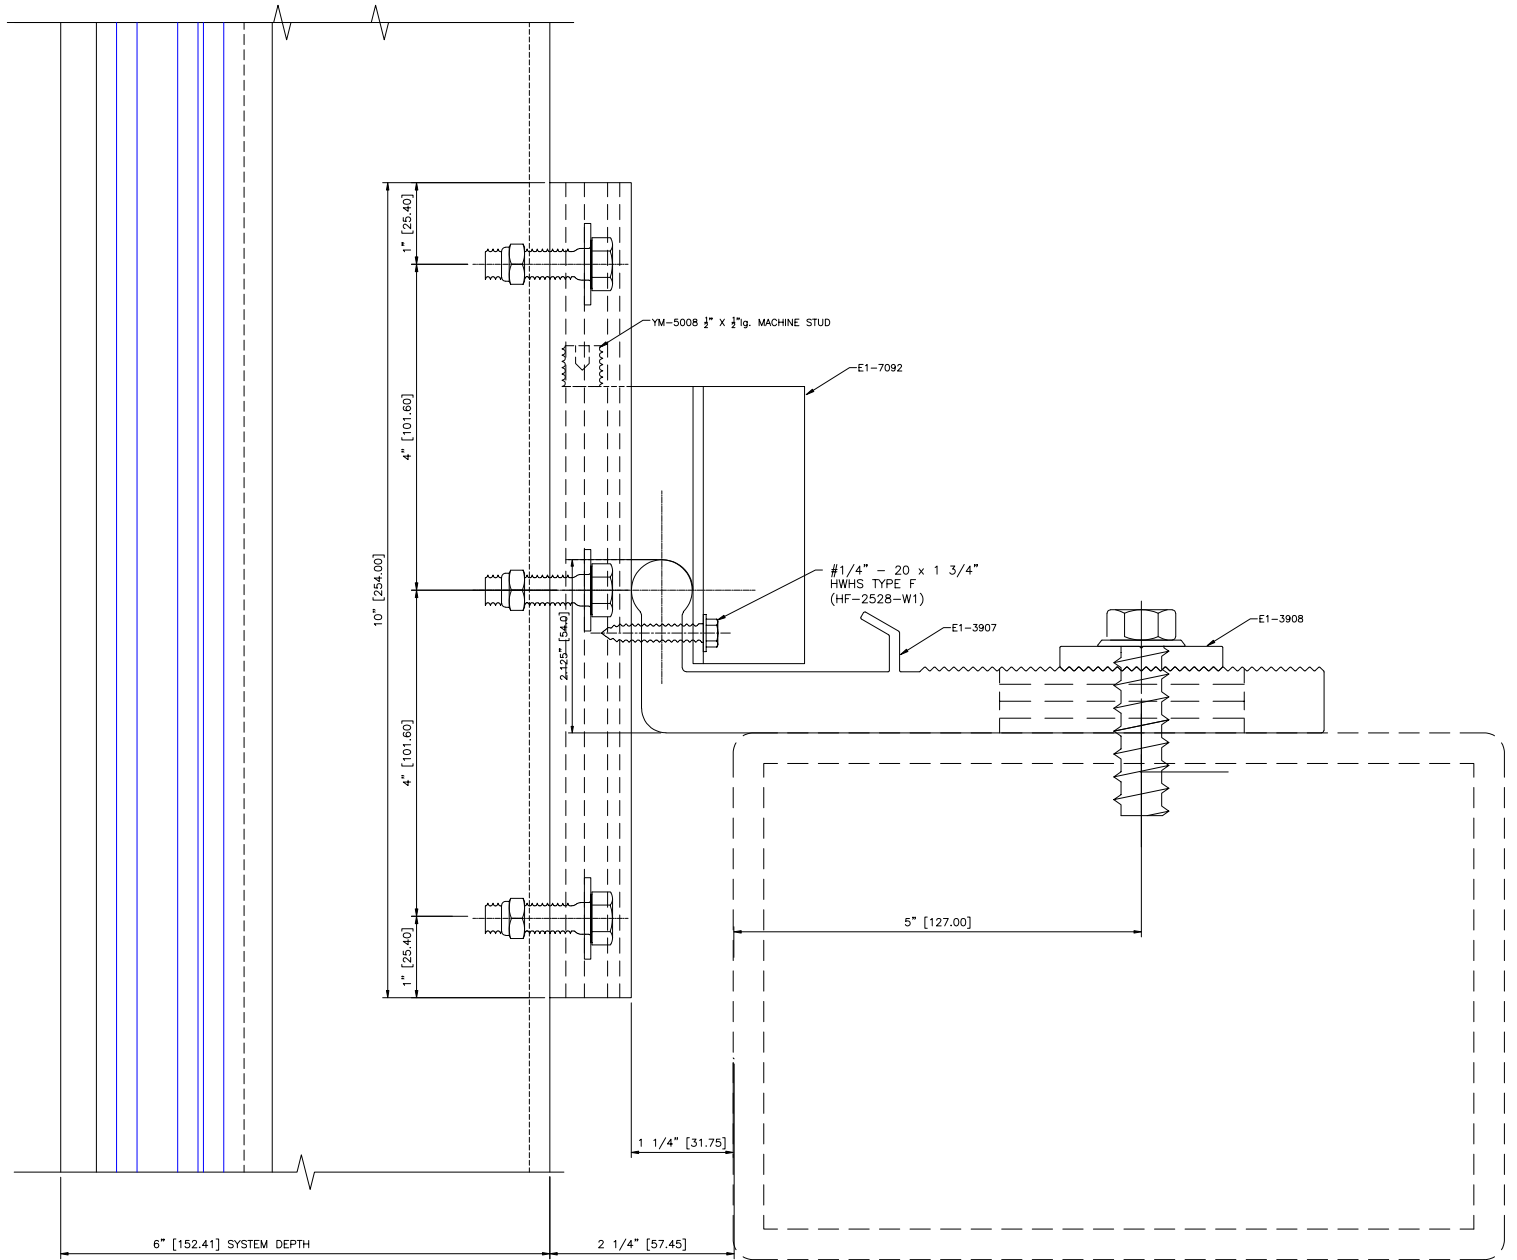 1" [25.40]
YM-5008 ½" X ½"lg. MACHINE STUD
E1-7092
4" [101.60]
10" [254.00]
#1/4" - 20 x 1 3/4"
HWHS TYPE F
(HF-2528-W1)
2.125" [54.0]
E1-3907
E1-3908
4" [101.60]
5" [127.00]
1" [25.40]
1 1/4" [31.75]
6" [152.41] SYSTEM DEPTH
2 1/4" [57.45]